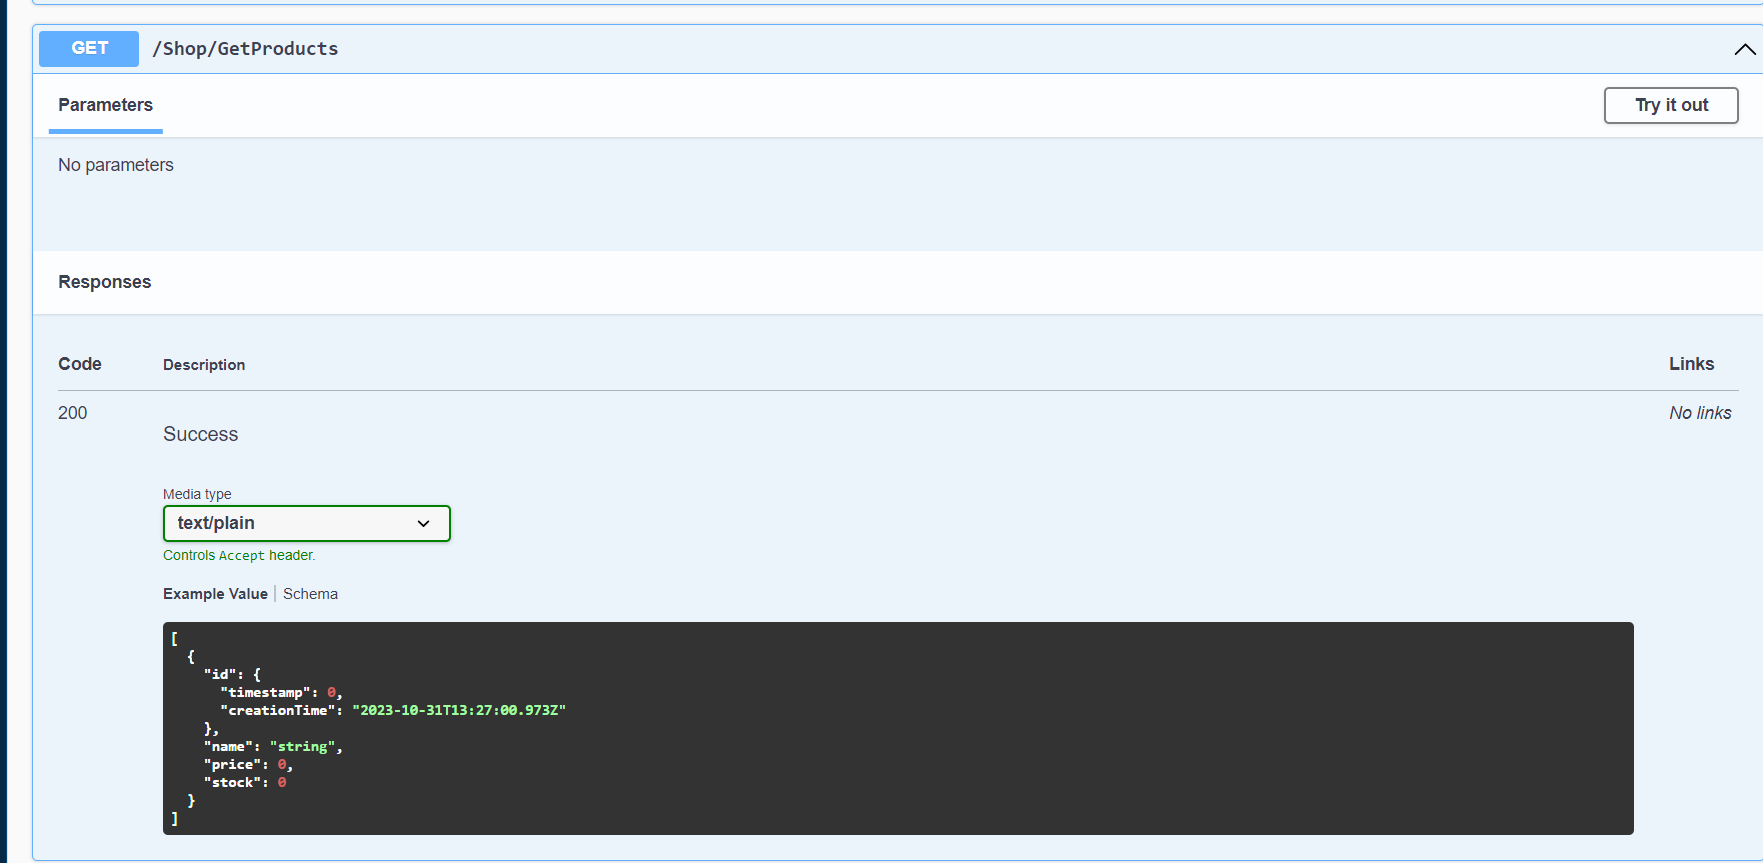 GET /Shop/GetProducts
Parameters
Try it out
No parameters
Responses
Code Description Links
200 No links
Success
Media type
text/plain
Controls Accept header.
Example Value | Schema
[
  {
    "id": {
      "timestamp": 0,
      "creationTime": "2023-10-31T13:27:00.973Z"
    },
    "name": "string",
    "price": 0,
    "stock": 0
  }
]